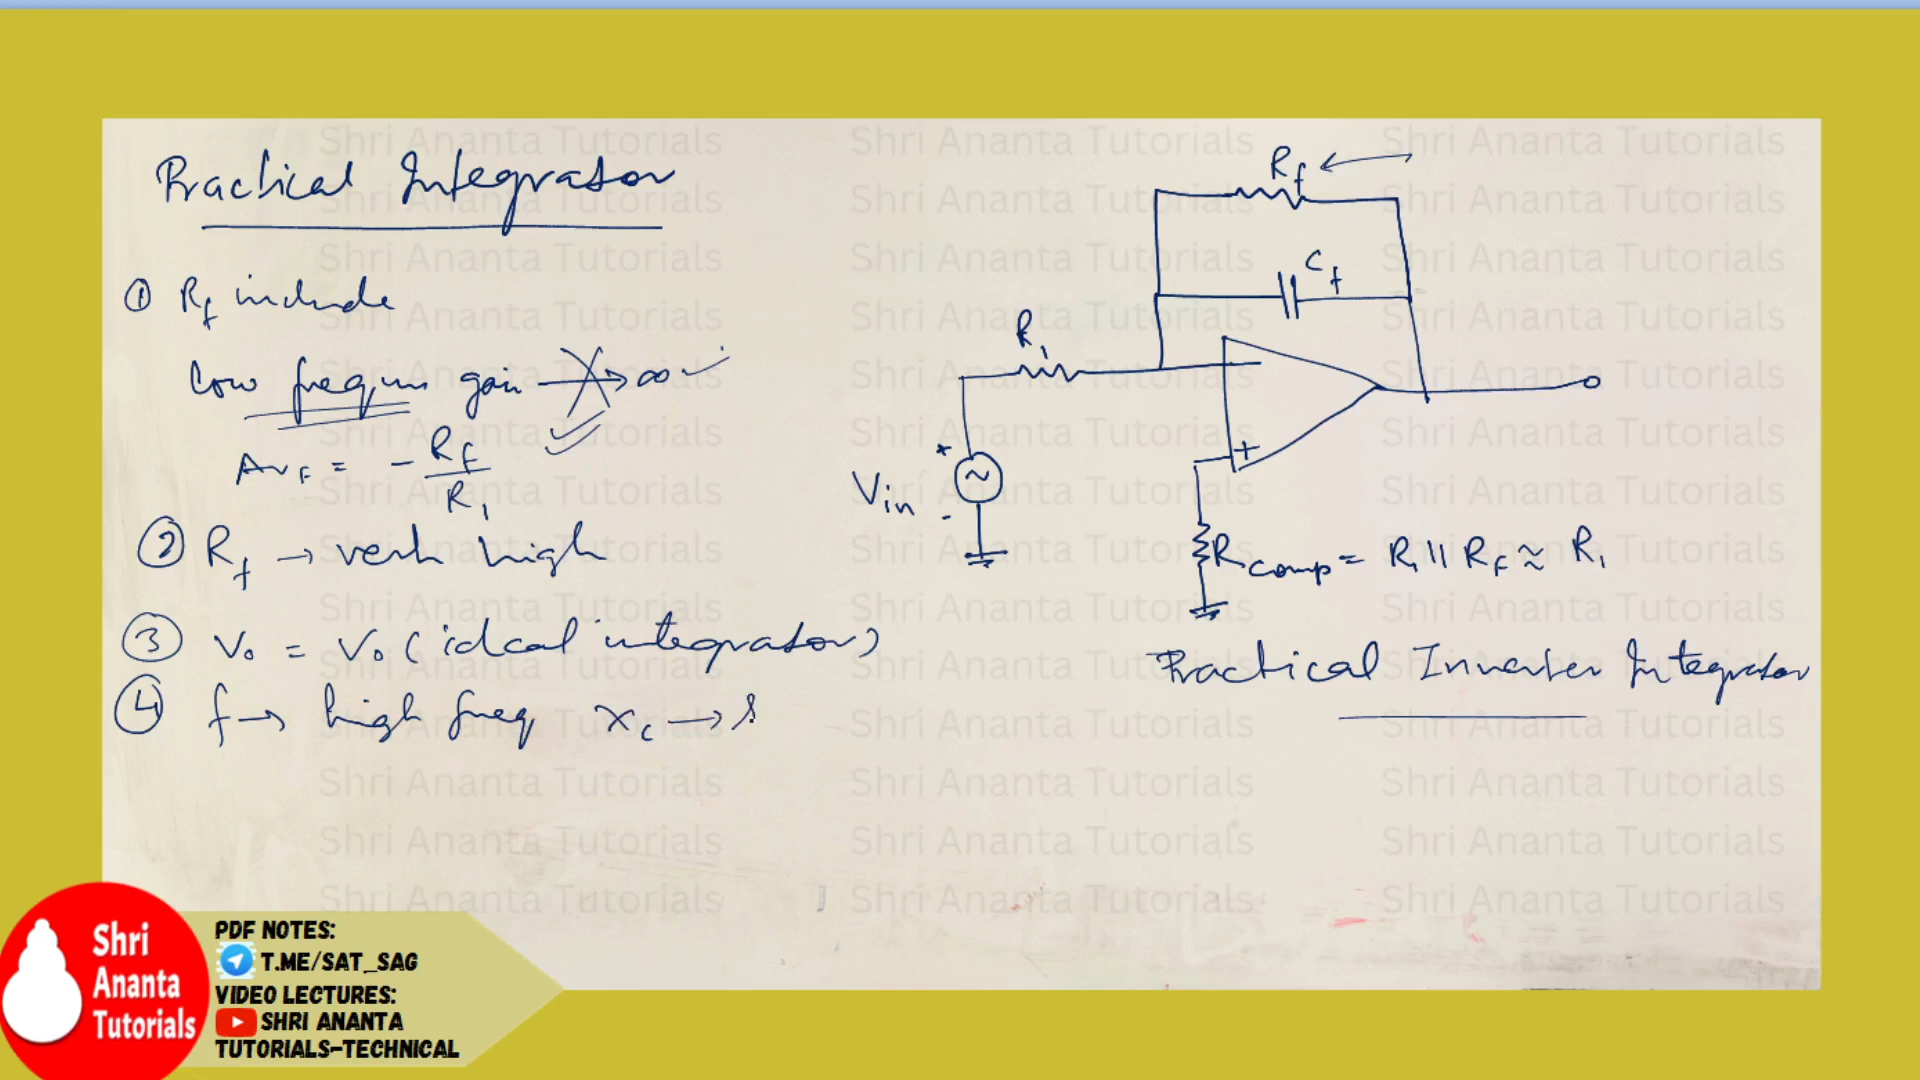 Practical Integrator
① Rf include
low frequn gain → ∞
AVF = - RF / R1
② Rf → verh high
③ Vo = Vo (ideal integrator)
④ f → high freq Xc → s
Rf
Cf
R1
+
Vin
-
+
Rcomp = R1 || RF ≈ R1
Practical Inverter Integrator
Shri Ananta Tutorials
PDF NOTES:
T.ME/SAT_SAG
VIDEO LECTURES:
SHRI ANANTA
TUTORIALS-TECHNICAL